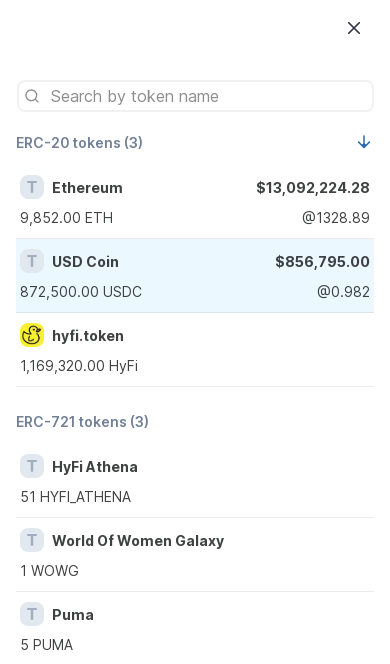 Search by token name
ERC-20 tokens (3)
T Ethereum $13,092,224.28
9,852.00 ETH @1328.89
T USD Coin $856,795.00
872,500.00 USDC @0.982
hyfi.token
1,169,320.00 HyFi
ERC-721 tokens (3)
T HyFi Athena
51 HYFI_ATHENA
T World Of Women Galaxy
1 WOWG
T Puma
5 PUMA